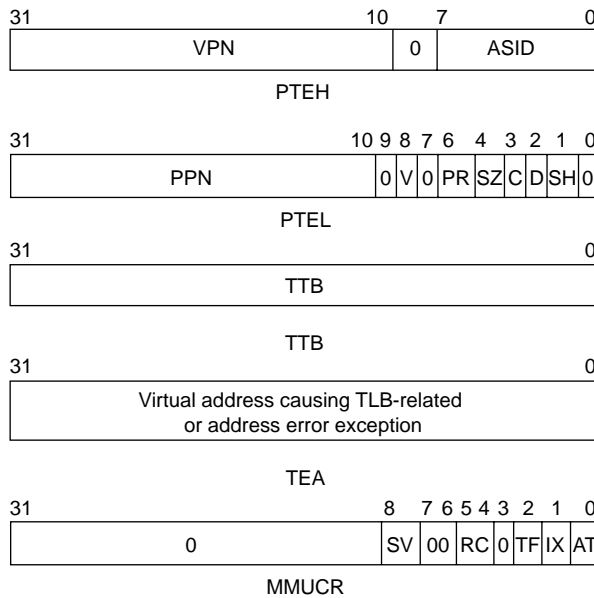 31 10 7 0
VPN 0 ASID
PTEH
31 10 9 8 7 6 4 3 2 1 0
PPN 0 V 0 PR SZ C D SH 0
PTEL
31 0
TTB
TTB
31 0
Virtual address causing TLB-related
or address error exception
TEA
31 8 7 6 5 4 3 2 1 0
0 SV 00 RC 0 TF IX AT
MMUCR